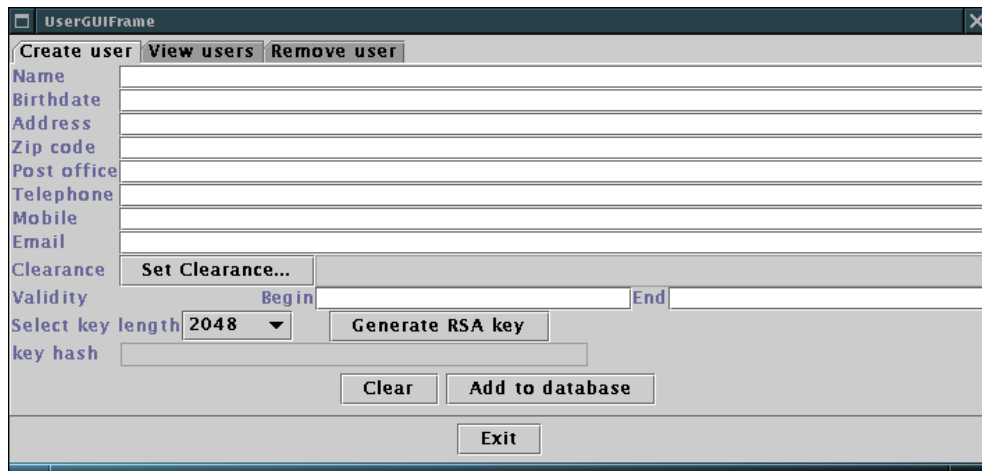 UserGUIFrame
Create user View users Remove user
Name
Birthdate
Address
Zip code
Post office
Telephone
Mobile
Email
Clearance Set Clearance...
Validity Begin End
Select key length 2048 Generate RSA key
key hash
Clear Add to database
Exit